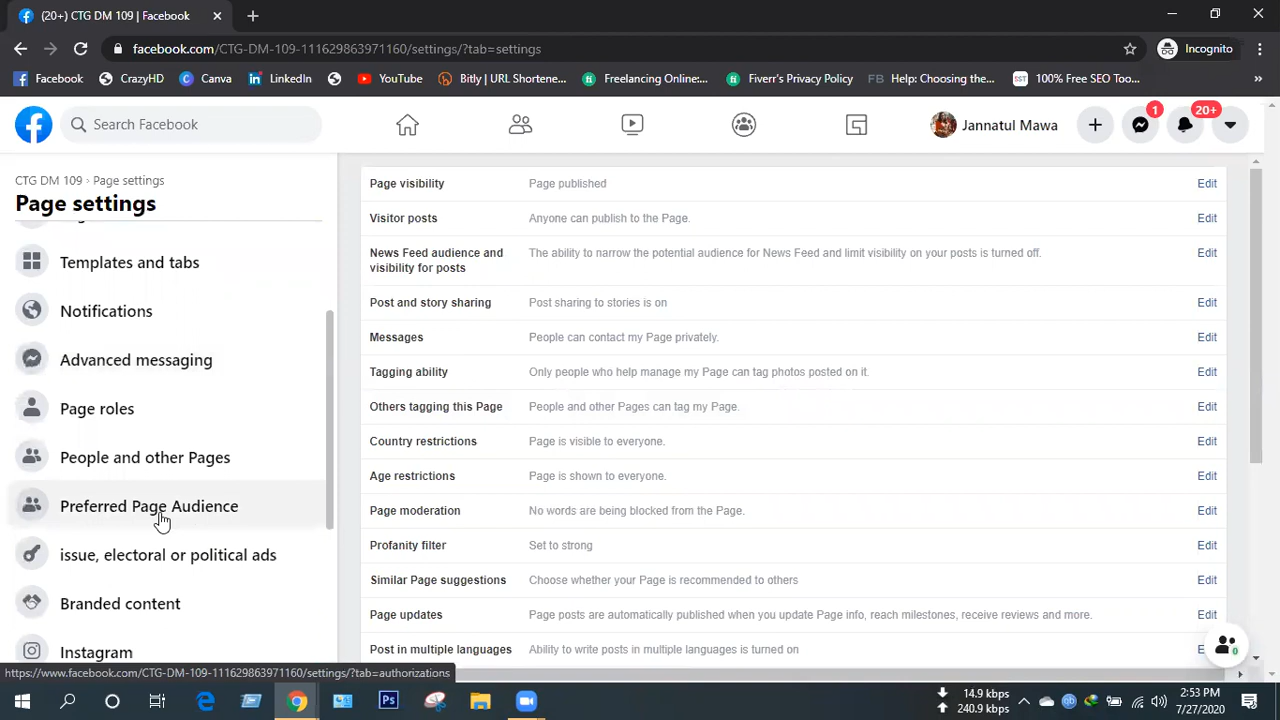 (20+) CTG DM 109 | Facebook
facebook.com/CTG-DM-109-111629863971160/settings/?tab=settings
Incognito
Facebook
CrazyHD
Canva
LinkedIn
YouTube
Bitly | URL Shortene...
Freelancing Online:...
Fiverr's Privacy Policy
FB Help: Choosing the...
SST 100% Free SEO Too...
Search Facebook
Jannatul Mawa
1
20+
CTG DM 109 › Page settings
Page settings
Templates and tabs
Notifications
Advanced messaging
Page roles
People and other Pages
Preferred Page Audience
issue, electoral or political ads
Branded content
Instagram
Page visibility Page published Edit
Visitor posts Anyone can publish to the Page. Edit
News Feed audience and The ability to narrow the potential audience for News Feed and limit visibility on your posts is turned off. Edit
visibility for posts
Post and story sharing Post sharing to stories is on Edit
Messages People can contact my Page privately. Edit
Tagging ability Only people who help manage my Page can tag photos posted on it. Edit
Others tagging this Page People and other Pages can tag my Page. Edit
Country restrictions Page is visible to everyone. Edit
Age restrictions Page is shown to everyone. Edit
Page moderation No words are being blocked from the Page. Edit
Profanity filter Set to strong Edit
Similar Page suggestions Choose whether your Page is recommended to others Edit
Page updates Page posts are automatically published when you update Page info, reach milestones, receive reviews and more. Edit
Post in multiple languages Ability to write posts in multiple languages is turned on
0
https://www.facebook.com/CTG-DM-109-111629863971160/settings/?tab=authorizations
Ps
qb
14.9 kbps
240.9 kbps
2:53 PM
7/27/2020